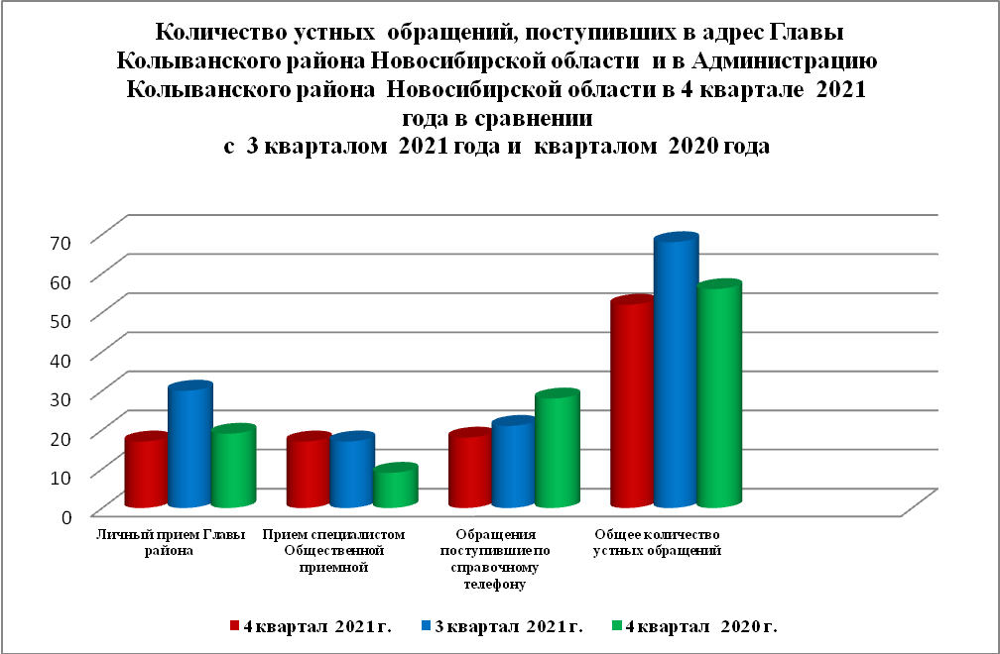 Количество устных обращений, поступивших в адрес Главы
Колыванского района Новосибирской области и в Администрацию
Колыванского района Новосибирской области в 4 квартале 2021
года в сравнении
с 3 кварталом 2021 года и кварталом 2020 года
70
60
50
40
30
20
10
0
Личный прием Главы
района
Прием специалистом
Общественной
приемной
Обращения
поступившие по
справочному
телефону
Общее количество
устных обращений
4 квартал 2021 г.
3 квартал 2021 г.
4 квартал 2020 г.